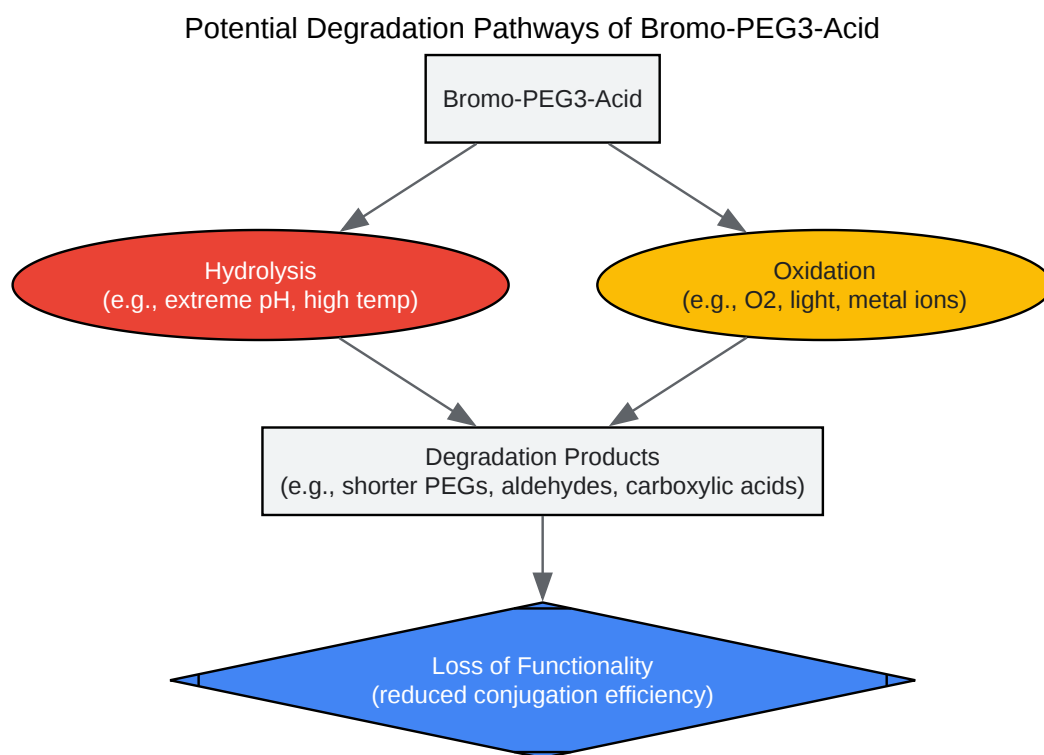 Potential Degradation Pathways of Bromo-PEG3-Acid
Bromo-PEG3-Acid
Hydrolysis
(e.g., extreme pH, high temp)
Oxidation
(e.g., O2, light, metal ions)
Degradation Products
(e.g., shorter PEGs, aldehydes, carboxylic acids)
Loss of Functionality
(reduced conjugation efficiency)